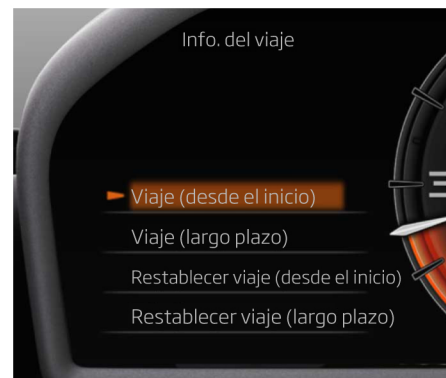 Info. del viaje
Viaje (desde el inicio)
Viaje (largo plazo)
Restablecer viaje (desde el inicio)
Restablecer viaje (largo plazo)